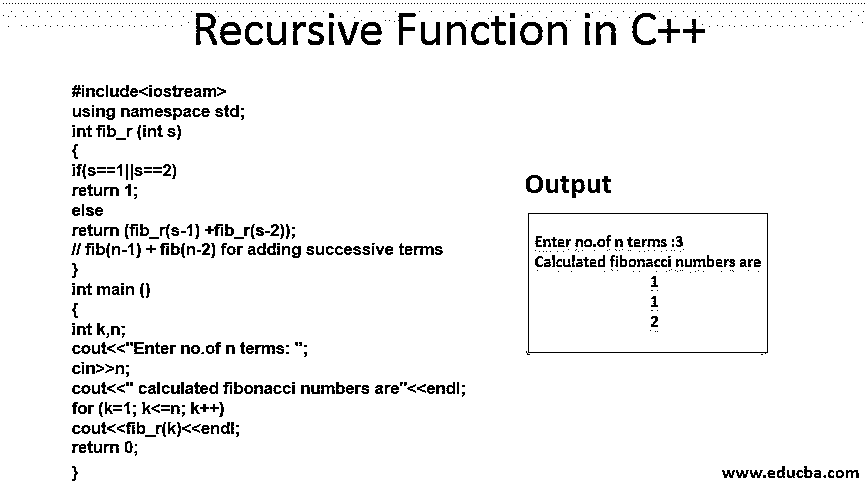 Recursive Function in C++
#include<iostream>
using namespace std;
int fib_r (int s)
{
if(s==1||s==2)
return 1;
else
return (fib_r(s-1) +fib_r(s-2));
// fib(n-1) + fib(n-2) for adding successive terms
}
int main ()
{
int k,n;
cout<<"Enter no.of n terms: ";
cin>>n;
cout<<" calculated fibonacci numbers are"<<endl;
for (k=1; k<=n; k++)
cout<<fib_r(k)<<endl;
return 0;
}
Output
Enter no.of n terms :3
Calculated fibonacci numbers are
1
1
2
www.educba.com